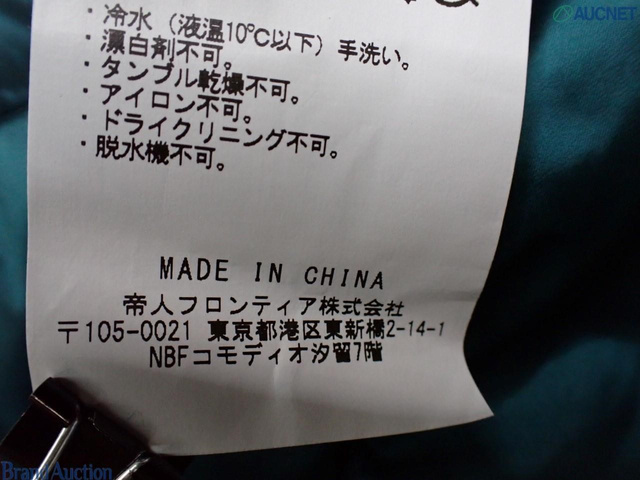 AUCNET
・冷水（液温10℃以下）手洗い。
・漂白剤不可。
・タンブル乾燥不可。
・アイロン不可。
・ドライクリーニング不可。
・脱水機不可。
MADE IN CHINA
帝人フロンティア株式会社
〒105-0021 東京都港区東新橋2-14-1
NBFコモディオ汐留7階
Brand Auction